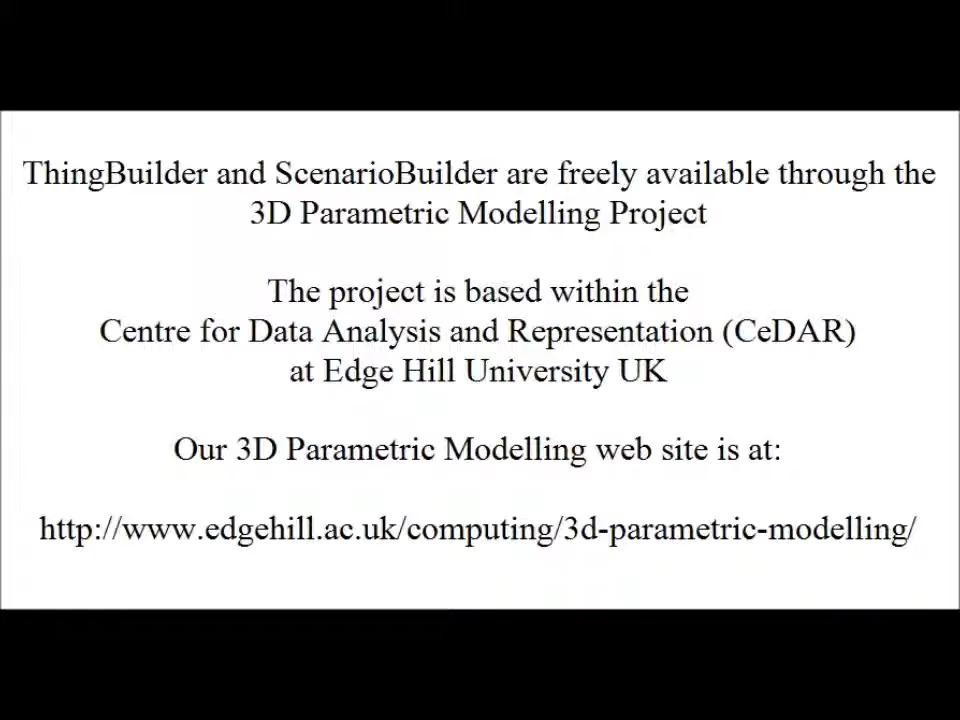 ThingBuilder and ScenarioBuilder are freely available through the
3D Parametric Modelling Project
The project is based within the
Centre for Data Analysis and Representation (CeDAR)
at Edge Hill University UK
Our 3D Parametric Modelling web site is at:
http://www.edgehill.ac.uk/computing/3d-parametric-modelling/